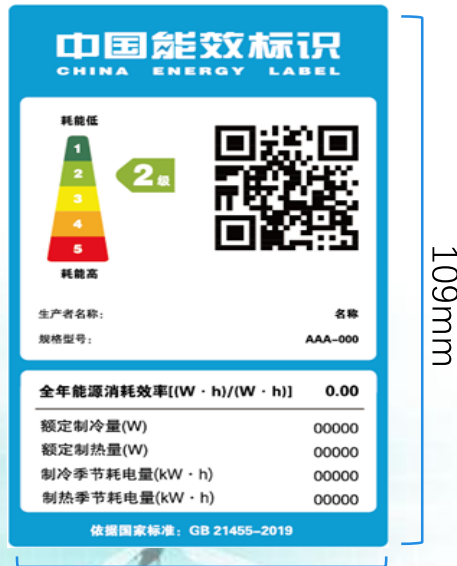 中国能效标识
CHINA ENERGY LABEL
耗能低
1
2
3
4
5
耗能高
2级
生产者名称： 名称
规格型号： AAA-000
全年能源消耗效率[(W·h)/(W·h)] 0.00
额定制冷量(W) 00000
额定制热量(W) 00000
制冷季节耗电量(kW·h) 00000
制热季节耗电量(kW·h) 00000
依据国家标准：GB 21455-2019
109mm